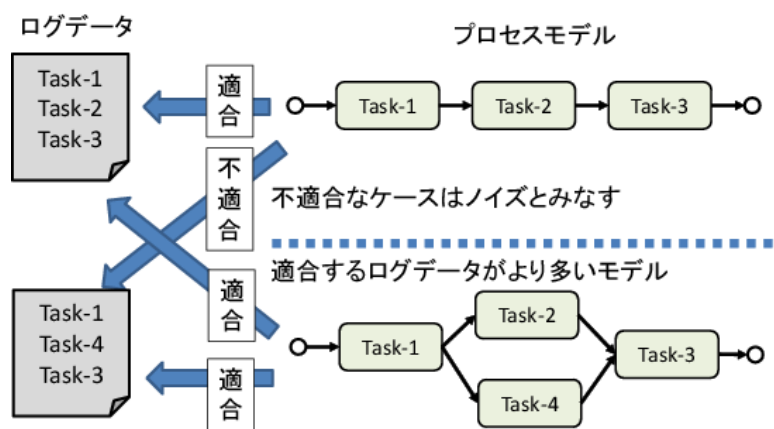 ログデータ
プロセスモデル
Task-1
Task-2
Task-3
適合
Task-1
Task-2
Task-3
不適合
不適合なケースはノイズとみなす
適合するログデータがより多いモデル
Task-1
Task-4
Task-3
適合
適合
Task-1
Task-2
Task-4
Task-3